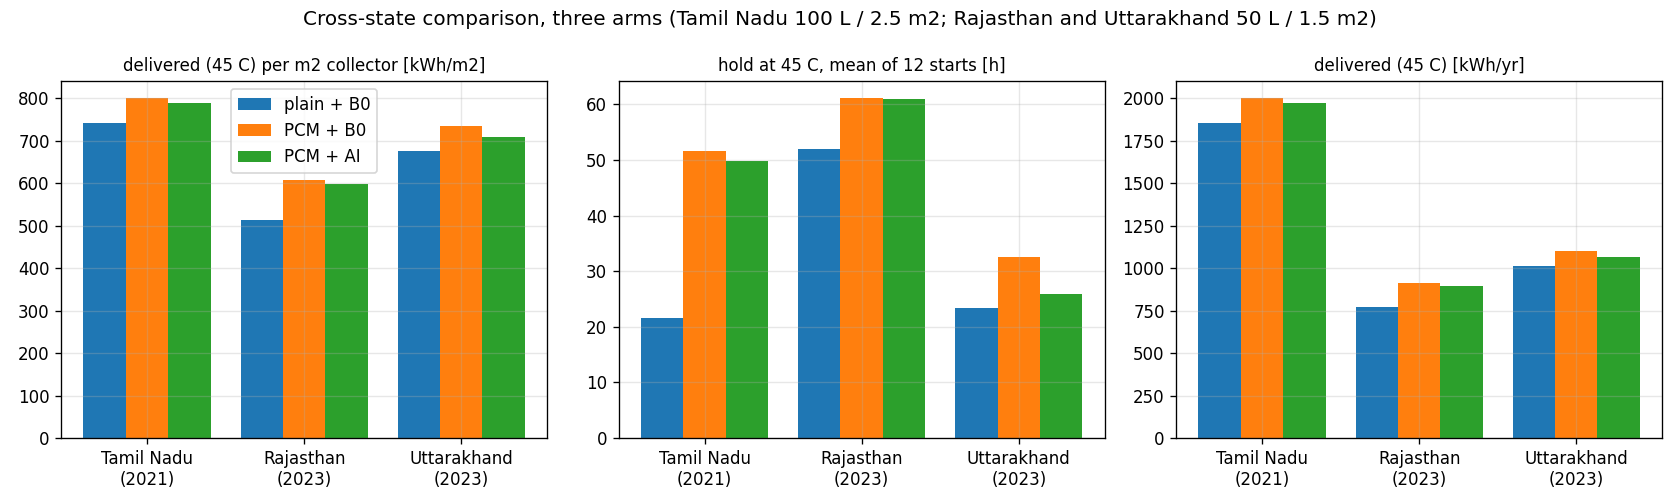 Cross-state comparison, three arms (Tamil Nadu 100 L / 2.5 m2; Rajasthan and Uttarakhand 50 L / 1.5 m2)
delivered (45 C) per m2 collector [kWh/m2]
800
700
600
500
400
300
200
100
0
plain + B0
PCM + B0
PCM + AI
Tamil Nadu
(2021)
Rajasthan
(2023)
Uttarakhand
(2023)
hold at 45 C, mean of 12 starts [h]
60
50
40
30
20
10
0
Tamil Nadu
(2021)
Rajasthan
(2023)
Uttarakhand
(2023)
delivered (45 C) [kWh/yr]
2000
1750
1500
1250
1000
750
500
250
0
Tamil Nadu
(2021)
Rajasthan
(2023)
Uttarakhand
(2023)